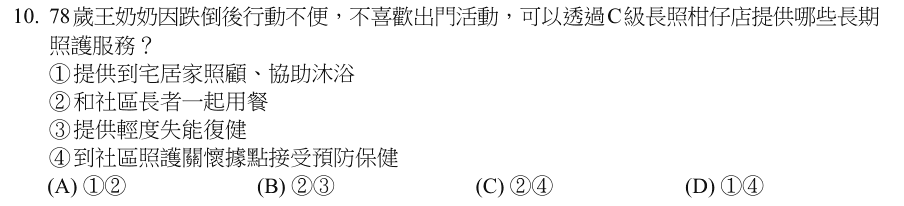 10. 78歲王奶奶因跌倒後行動不便，不喜歡出門活動，可以透過C級長照柑仔店提供哪些長期
照護服務？
①提供到宅居家照顧、協助沐浴
②和社區長者一起用餐
③提供輕度失能復健
④到社區照護關懷據點接受預防保健
(A) ①② (B) ②③ (C) ②④ (D) ①④